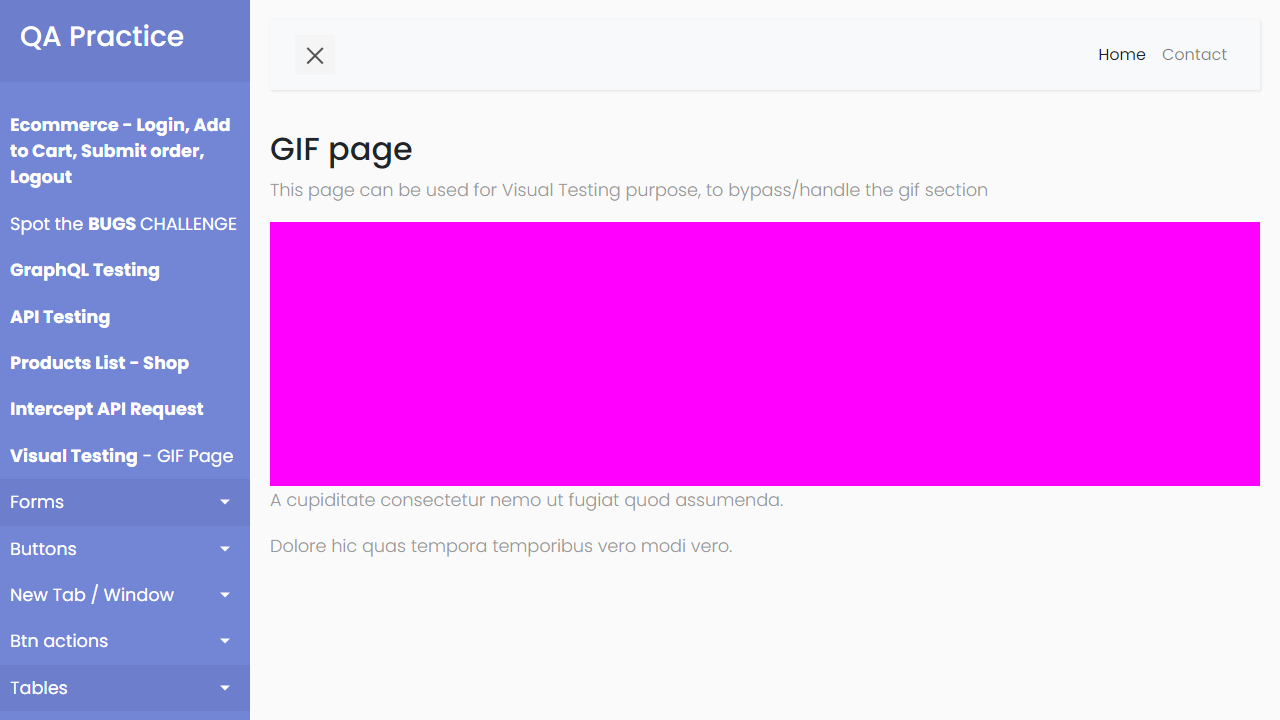 QA Practice
Home Contact
Ecommerce - Login, Add
to Cart, Submit order,
Logout
Spot the BUGS CHALLENGE
GraphQL Testing
API Testing
Products List - Shop
Intercept API Request
Visual Testing - GIF Page
Forms
Buttons
New Tab / Window
Btn actions
Tables
GIF page
This page can be used for Visual Testing purpose, to bypass/handle the gif section
A cupiditate consectetur nemo ut fugiat quod assumenda.
Dolore hic quas tempora temporibus vero modi vero.